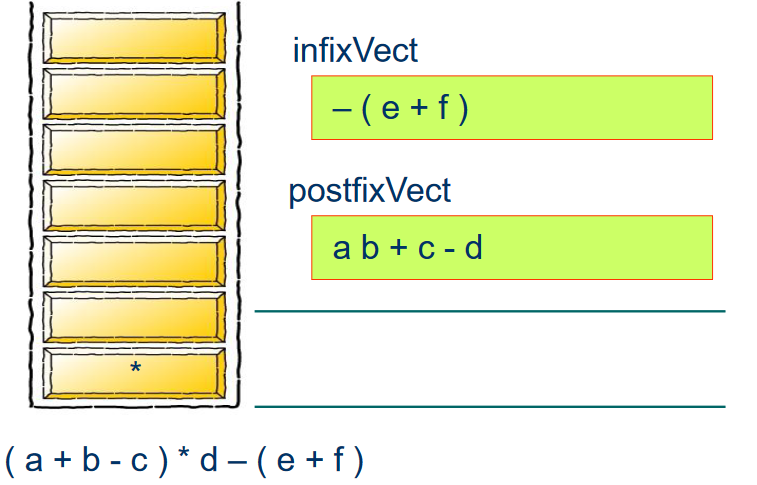 infixVect
– ( e + f )
postfixVect
a b + c - d
*
( a + b - c ) * d – ( e + f )